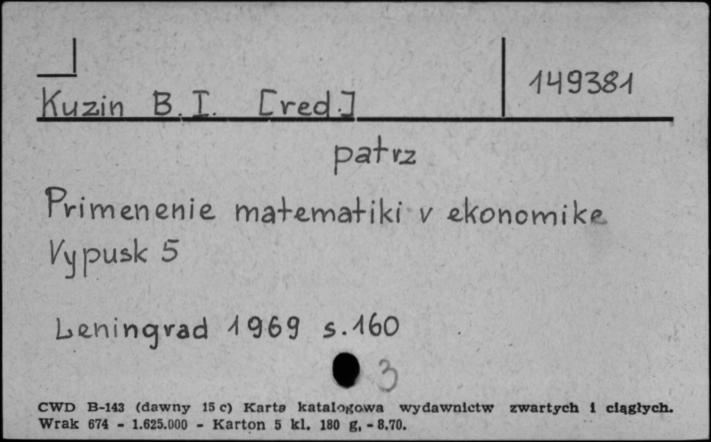 149381
Kuzin B. I. [red.]
patrz
Primenenie matematiki v ekonomike
Vypusk 5
Leningrad 1969 s.160
3
CWD B-143 (dawny 15 c) Karta katalogowa wydawnictw zwartych i ciągłych.
Wrak 674 - 1.625.000 - Karton 5 kl. 180 g. - 8.70.